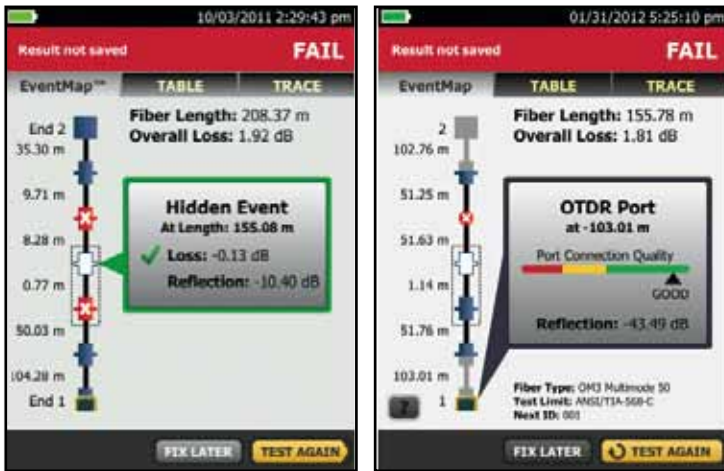 10/03/2011 2:29:43 pm
Result not saved FAIL
EventMap™ TABLE TRACE
Fiber Length: 208.37 m
Overall Loss: 1.92 dB
End 2
35.30 m
9.71 m
8.28 m
0.77 m
50.03 m
104.28 m
End 1
Hidden Event
At Length: 155.08 m
Loss: -0.13 dB
Reflection: -10.40 dB
FIX LATER TEST AGAIN
01/31/2012 5:25:10 pm
Result not saved FAIL
EventMap TABLE TRACE
Fiber Length: 155.78 m
Overall Loss: 1.81 dB
2
102.76 m
51.25 m
51.63 m
1.14 m
51.76 m
103.01 m
1
OTDR Port
at -103.01 m
Port Connection Quality
GOOD
Reflection: -43.49 dB
Fiber Type: OM3 Multimode 50
Test Limit: ANSI/TIA-568-C
Next ID: 001
?
FIX LATER TEST AGAIN